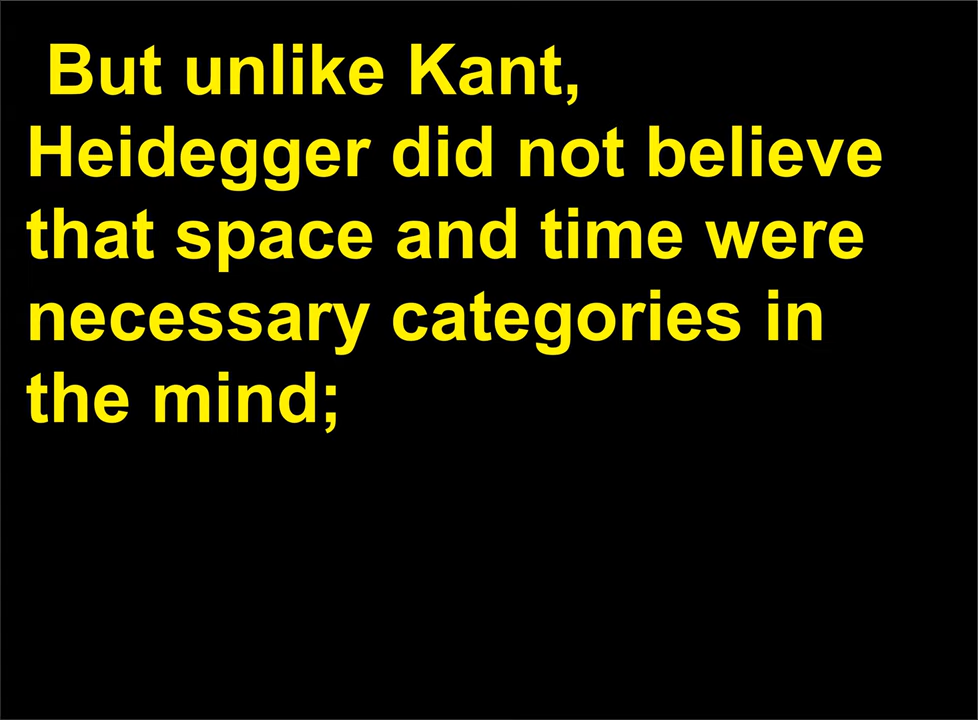 But unlike Kant,
Heidegger did not believe
that space and time were
necessary categories in
the mind;